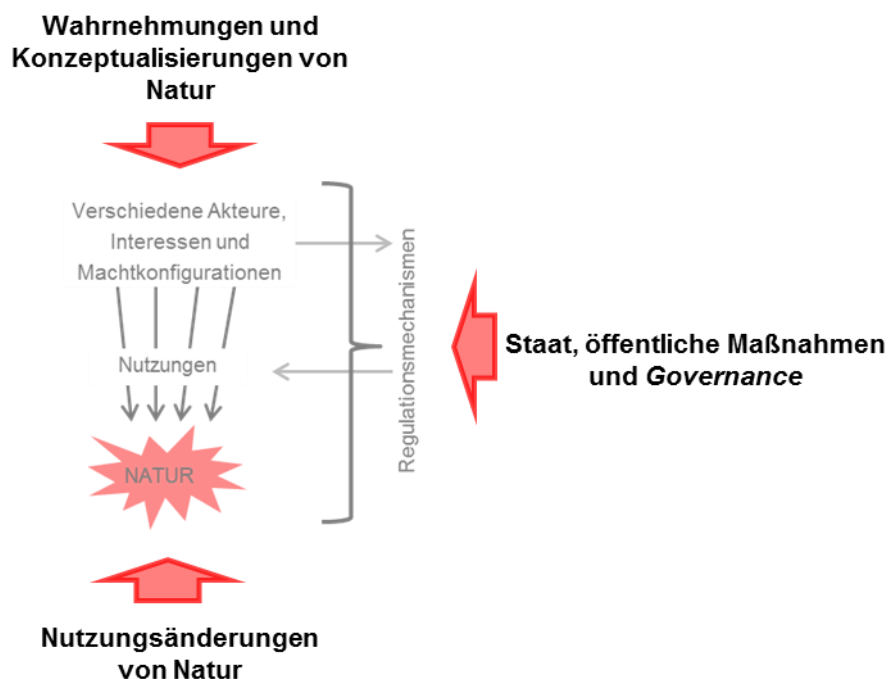 Wahrnehmungen und
Konzeptualisierungen von
Natur
Verschiedene Akteure,
Interessen und
Machtkonfigurationen
Nutzungen
NATUR
Regulationsmechanismen
Staat, öffentliche Maßnahmen
und Governance
Nutzungsänderungen
von Natur